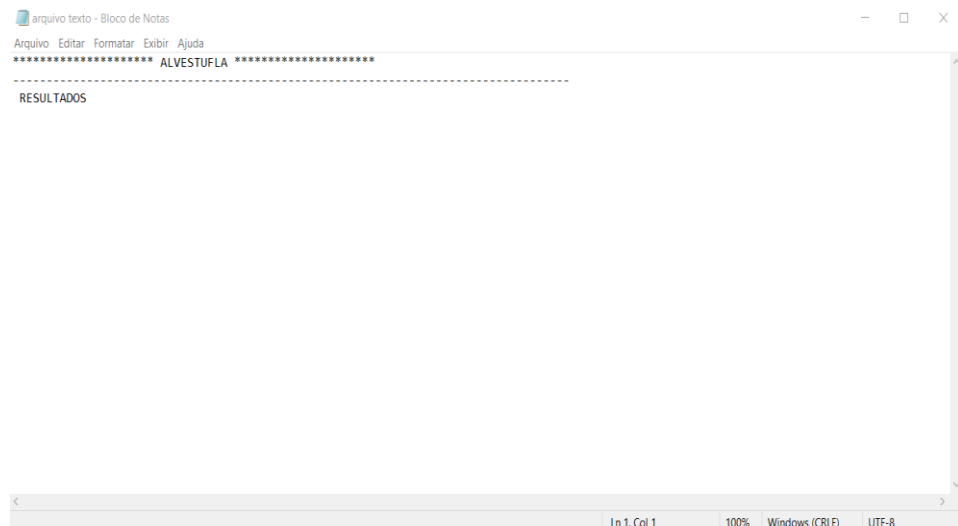 arquivo texto - Bloco de Notas
Arquivo Editar Formatar Exibir Ajuda
********************* ALVESTUFLA *********************
-----------------------------------------------------------------------------------
RESULTADOS
Ln 1, Col 1 100% Windows (CRLF) UTF-8